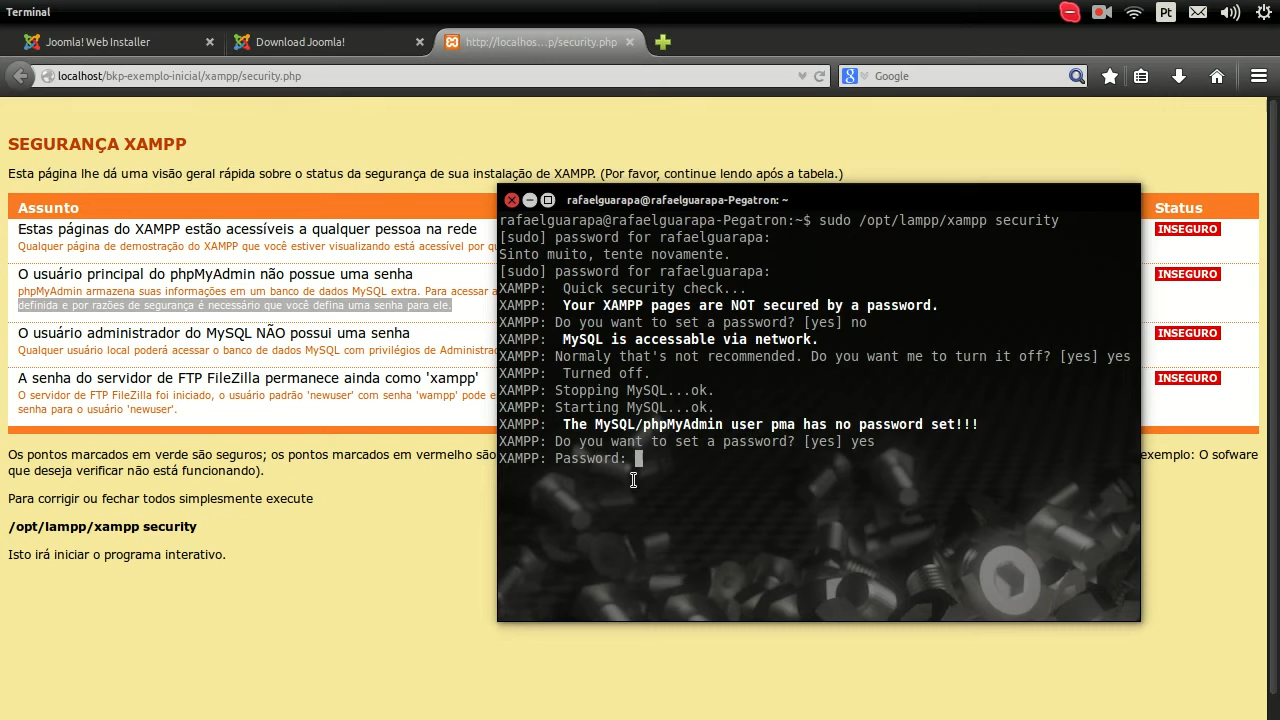 Terminal
Pt
Joomla! Web Installer
Download Joomla!
http://localhos...p/security.php
localhost/bkp-exemplo-inicial/xampp/security.php
Google
SEGURANÇA XAMPP
Esta página lhe dá uma visão geral rápida sobre o status da segurança de sua instalação de XAMPP. (Por favor, continue lendo após a tabela.)
Assunto
Status
Estas páginas do XAMPP estão acessíveis a qualquer pessoa na rede
INSEGURO
Qualquer página de demostração do XAMPP que você estiver visualizando está acessível por q
O usuário principal do phpMyAdmin não possue uma senha
INSEGURO
phpMyAdmin armazena suas informações em um banco de dados MySQL extra. Para acessar a
definida e por razões de segurança é necessário que você defina uma senha para ele.
O usuário administrador do MySQL NÃO possui uma senha
INSEGURO
Qualquer usuário local poderá acessar o banco de dados MySQL com privilégios de Administrad
A senha do servidor de FTP FileZilla permanece ainda como 'xampp'
INSEGURO
O servidor de FTP FileZilla foi iniciado, o usuário padrão 'newuser' com senha 'wampp' pode e
senha para o usuário 'newuser'.
Os pontos marcados em verde são seguros; os pontos marcados em vermelho são
exemplo: O sofware
que deseja verificar não está funcionando).
Para corrigir ou fechar todos simplesmente execute
/opt/lampp/xampp security
Isto irá iniciar o programa interativo.
rafaelguarapa@rafaelguarapa-Pegatron: ~
rafaelguarapa@rafaelguarapa-Pegatron:~$ sudo /opt/lampp/xampp security
[sudo] password for rafaelguarapa:
Sinto muito, tente novamente.
[sudo] password for rafaelguarapa:
XAMPP:  Quick security check...
XAMPP:  Your XAMPP pages are NOT secured by a password.
XAMPP: Do you want to set a password? [yes] no
XAMPP:  MySQL is accessable via network.
XAMPP: Normaly that's not recommended. Do you want me to turn it off? [yes] yes
XAMPP:  Turned off.
XAMPP: Stopping MySQL...ok.
XAMPP: Starting MySQL...ok.
XAMPP:  The MySQL/phpMyAdmin user pma has no password set!!!
XAMPP: Do you want to set a password? [yes] yes
XAMPP: Password: